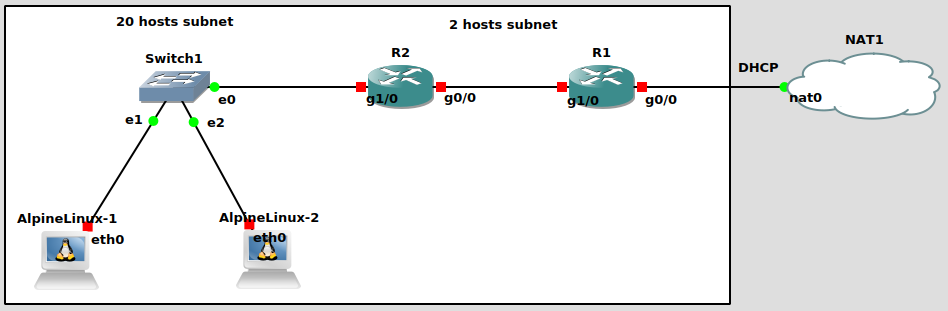 20 hosts subnet
2 hosts subnet
NAT1
Switch1
R2
R1
DHCP
e0
g1/0
g0/0
g1/0
g0/0
nat0
e1
e2
AlpineLinux-1
AlpineLinux-2
eth0
eth0